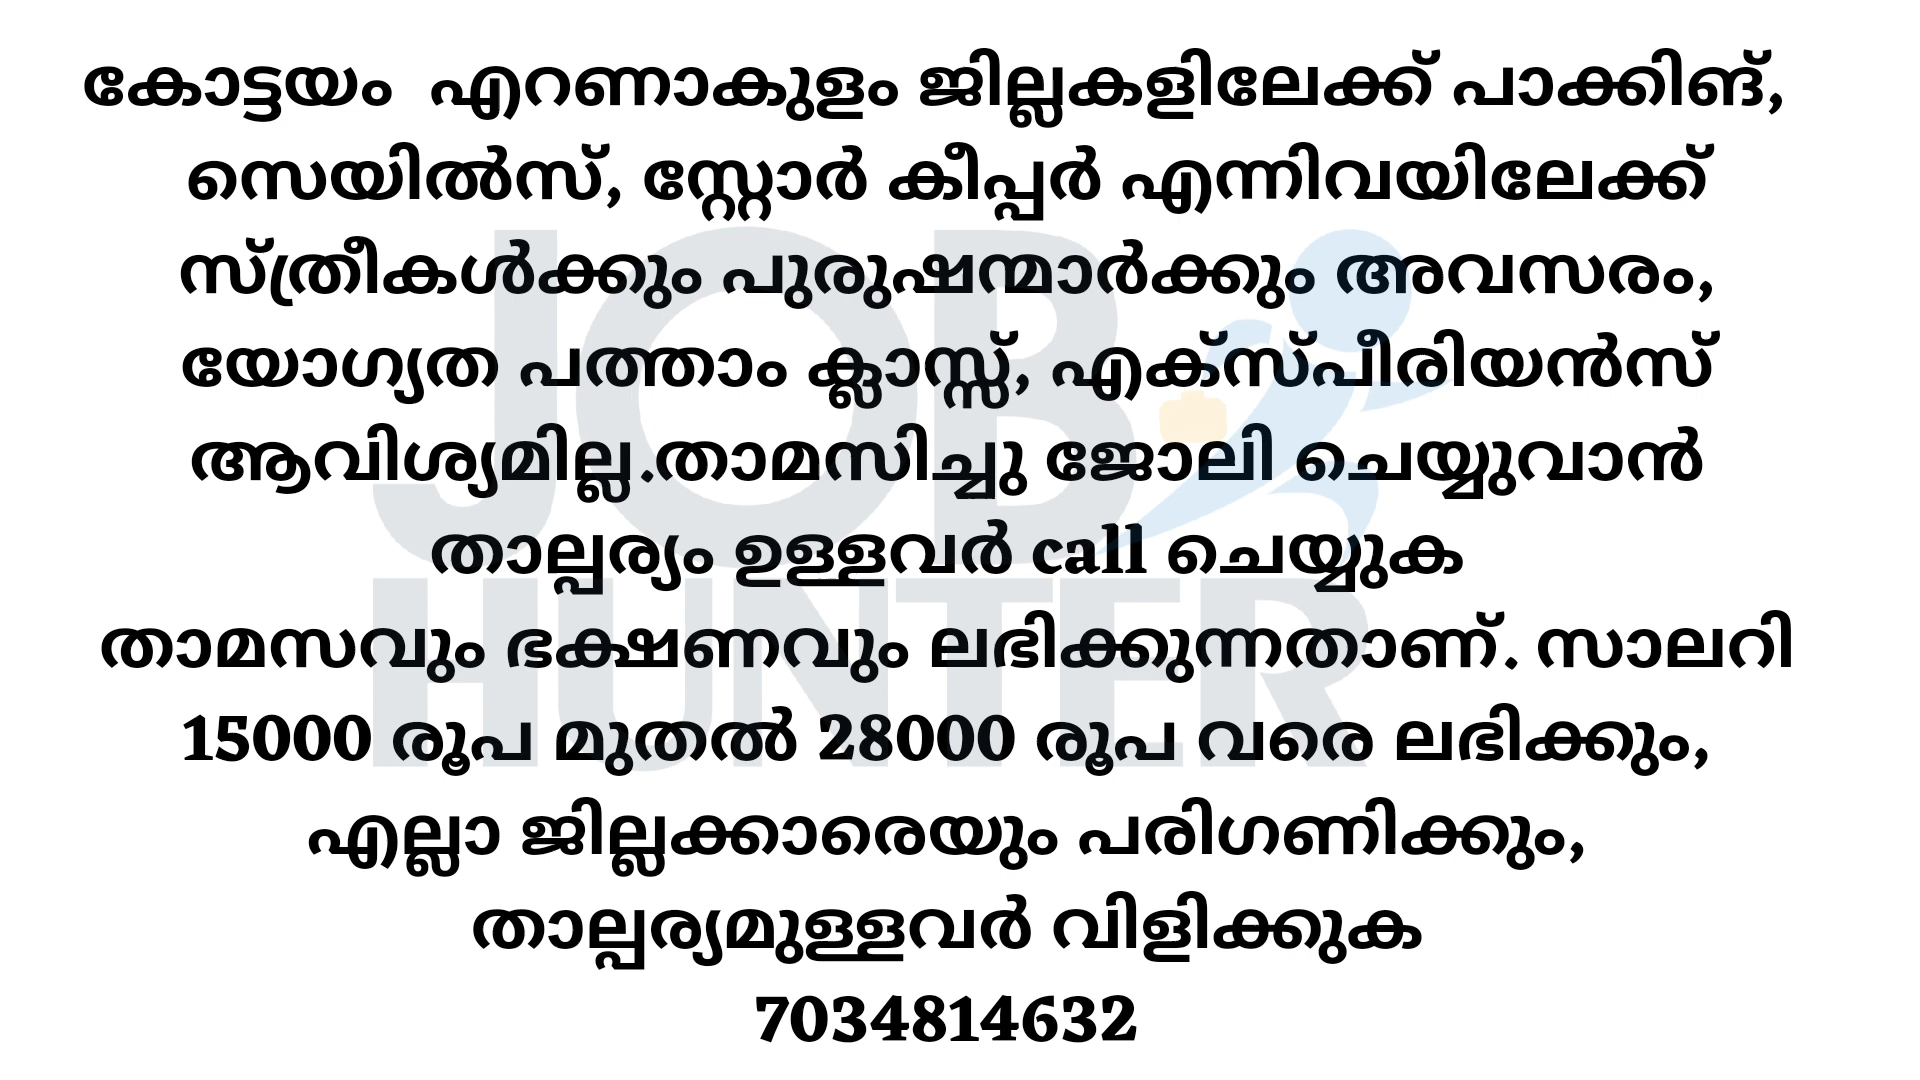 കോട്ടയം എറണാകുളം ജില്ലകളിലേക്ക് പാക്കിങ്,
സെയിൽസ്, സ്റ്റോർ കീപ്പർ എന്നിവയിലേക്ക്
സ്ത്രീകൾക്കും പുരുഷന്മാർക്കും അവസരം,
യോഗ്യത പത്താം ക്ലാസ്സ്, എക്സ്പീരിയൻസ്
ആവിശ്യമില്ല.താമസിച്ചു ജോലി ചെയ്യുവാൻ
താല്പര്യം ഉള്ളവർ call ചെയ്യുക
താമസവും ഭക്ഷണവും ലഭിക്കുന്നതാണ്. സാലറി
15000 രൂപ മുതൽ 28000 രൂപ വരെ ലഭിക്കും,
എല്ലാ ജില്ലക്കാരെയും പരിഗണിക്കും,
താല്പര്യമുള്ളവർ വിളിക്കുക
7034814632
JOB
HUNTER